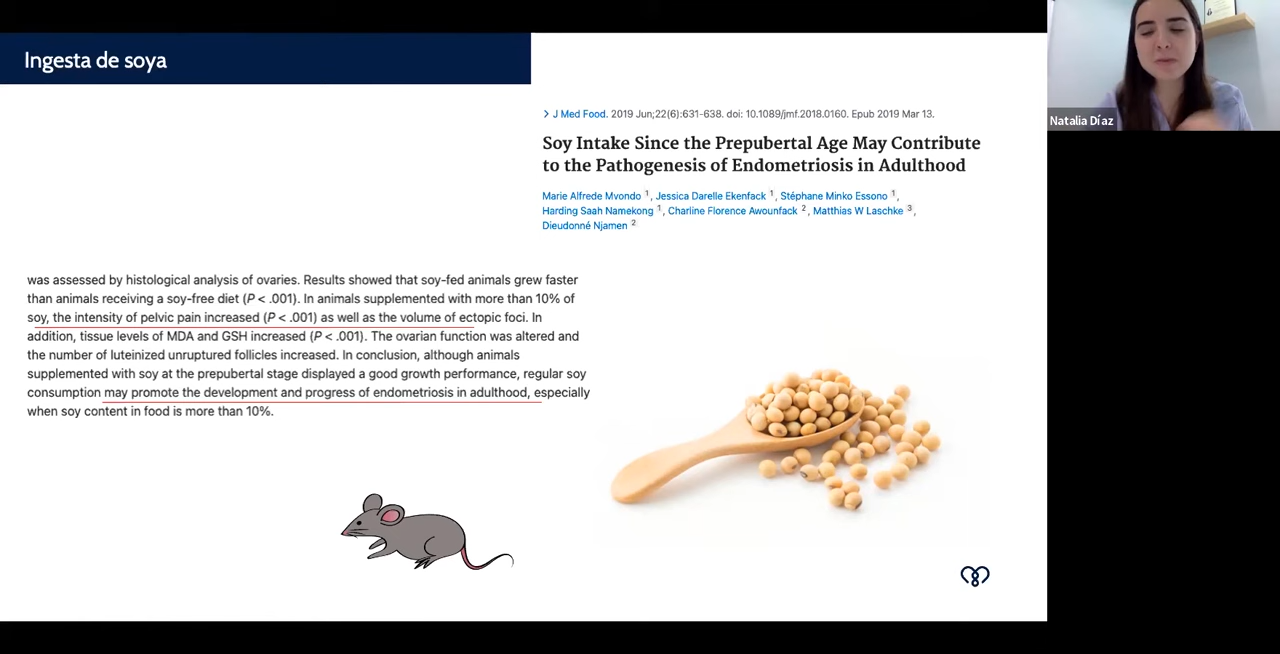 Ingesta de soya
J Med Food. 2019 Jun;22(6):631-638. doi: 10.1089/jmf.2018.0160. Epub 2019 Mar 13.
Soy Intake Since the Prepubertal Age May Contribute
to the Pathogenesis of Endometriosis in Adulthood
Marie Alfrede Mvondo 1, Jessica Darelle Ekenfack 1, Stéphane Minko Essono 1,
Harding Saah Namekong 1, Charline Florence Awounfack 2, Matthias W Laschke 3,
Dieudonné Njamen 2
was assessed by histological analysis of ovaries. Results showed that soy-fed animals grew faster
than animals receiving a soy-free diet (P < .001). In animals supplemented with more than 10% of
soy, the intensity of pelvic pain increased (P < .001) as well as the volume of ectopic foci. In
addition, tissue levels of MDA and GSH increased (P < .001). The ovarian function was altered and
the number of luteinized unruptured follicles increased. In conclusion, although animals
supplemented with soy at the prepubertal stage displayed a good growth performance, regular soy
consumption may promote the development and progress of endometriosis in adulthood, especially
when soy content in food is more than 10%.
Natalia Díaz